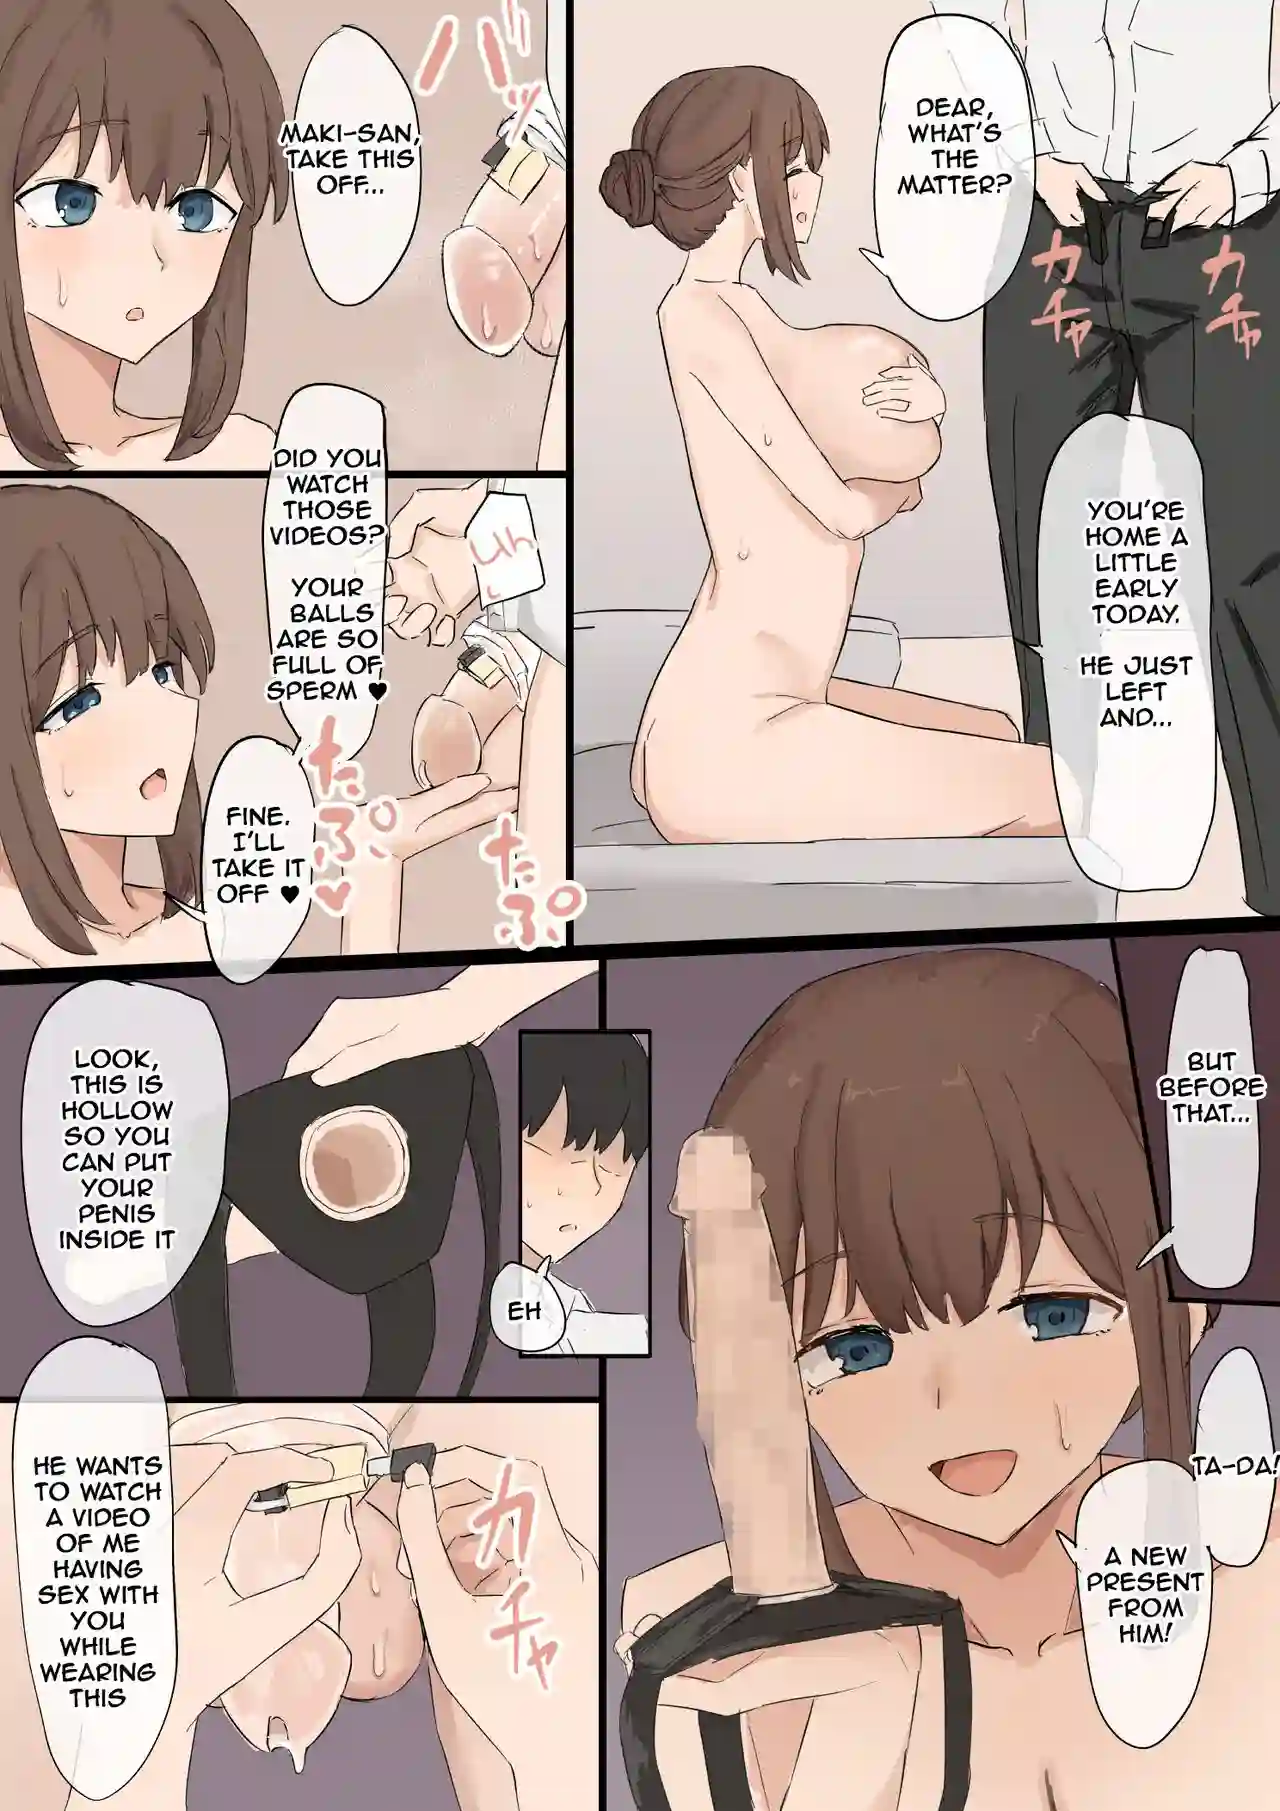 DEAR,
WHAT'S
THE
MATTER?
カチャ
カチャ
YOU'RE
HOME A
LITTLE
EARLY
TODAY.
HE JUST
LEFT
AND...
MAKI-SAN,
TAKE THIS
OFF...
DID YOU
WATCH
THOSE
VIDEOS?
YOUR
BALLS
ARE SO
FULL OF
SPERM ♥
Uh
たぷ♥
たぷ
FINE.
I'LL
TAKE IT
OFF ♥
BUT
BEFORE
THAT...
TA-DA!
A NEW
PRESENT
FROM
HIM!
LOOK,
THIS IS
HOLLOW
SO YOU
CAN PUT
YOUR
PENIS
INSIDE IT
EH
HE WANTS
TO WATCH
A VIDEO
OF ME
HAVING
SEX WITH
YOU
WHILE
WEARING
THIS
カチャ